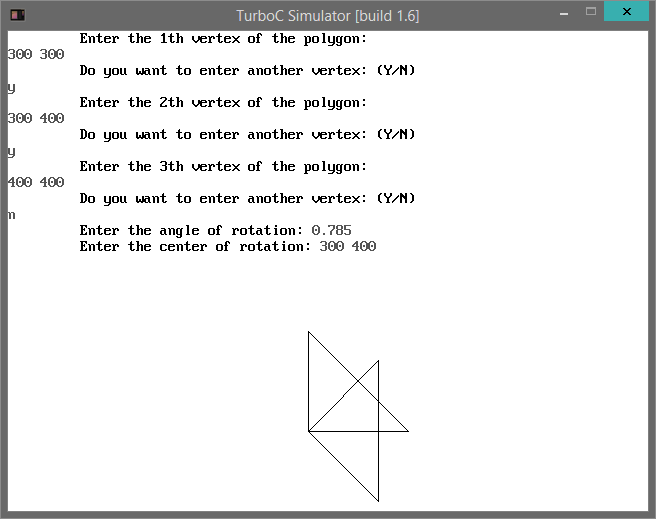 TurboC Simulator [build 1.6]
Enter the 1th vertex of the polygon:
300 300
Do you want to enter another vertex: (Y/N)
y
Enter the 2th vertex of the polygon:
300 400
Do you want to enter another vertex: (Y/N)
y
Enter the 3th vertex of the polygon:
400 400
Do you want to enter another vertex: (Y/N)
n
Enter the angle of rotation: 0.785
Enter the center of rotation: 300 400